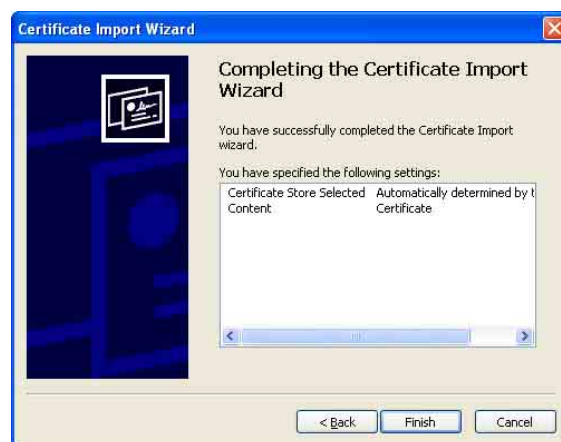 Certificate Import Wizard
Completing the Certificate Import
Wizard
You have successfully completed the Certificate Import
wizard.
You have specified the following settings:
Certificate Store Selected Automatically determined by t
Content Certificate
< Back Finish Cancel